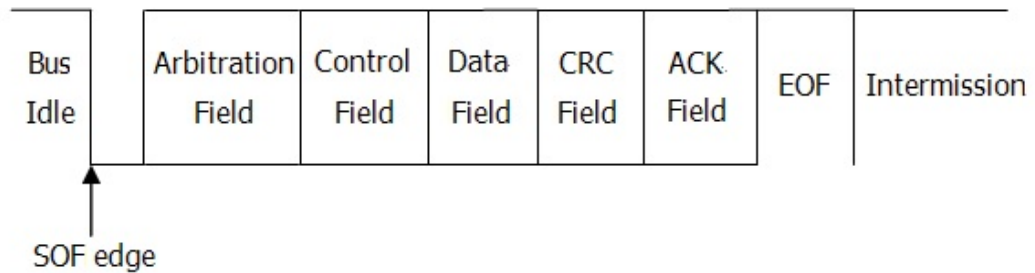 Bus
Idle
Arbitration
Field
Control
Field
Data
Field
CRC
Field
ACK
Field
EOF
Intermission
SOF edge